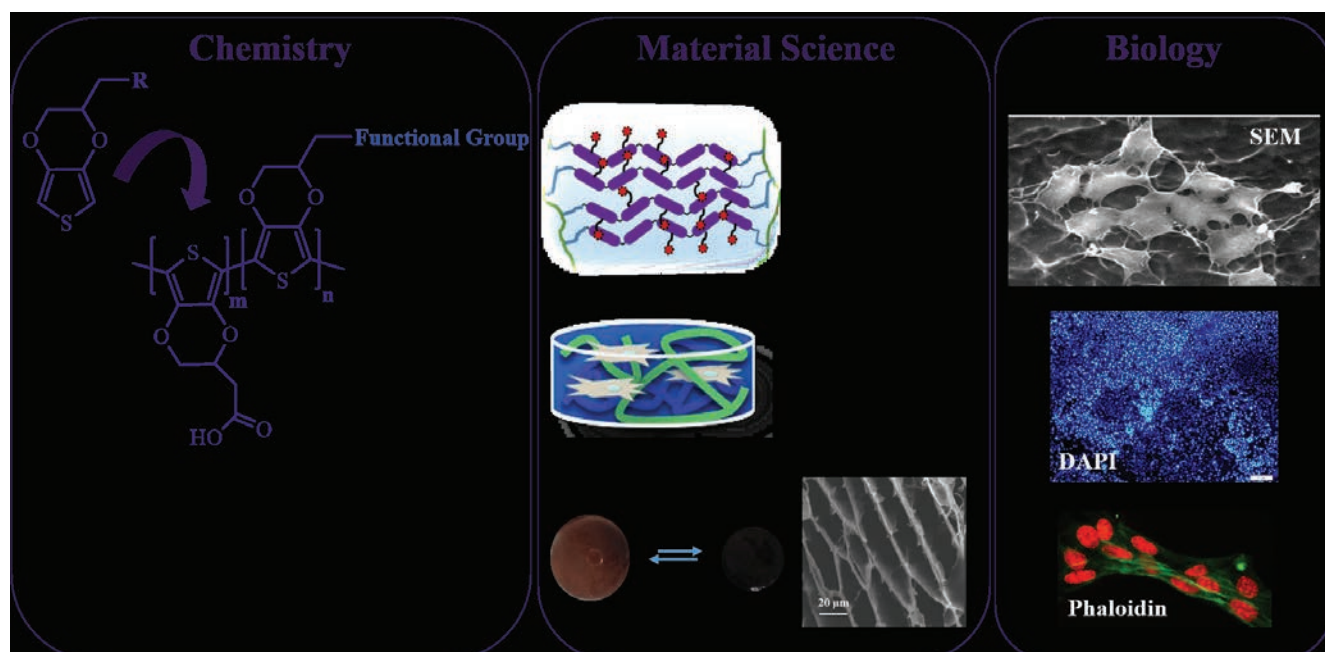 Chemistry
R
O
O
S
Functional Group
O
O
S
S
m
n
O
O
HO
O
Material Science
20 µm
Biology
SEM
DAPI
Phaloidin